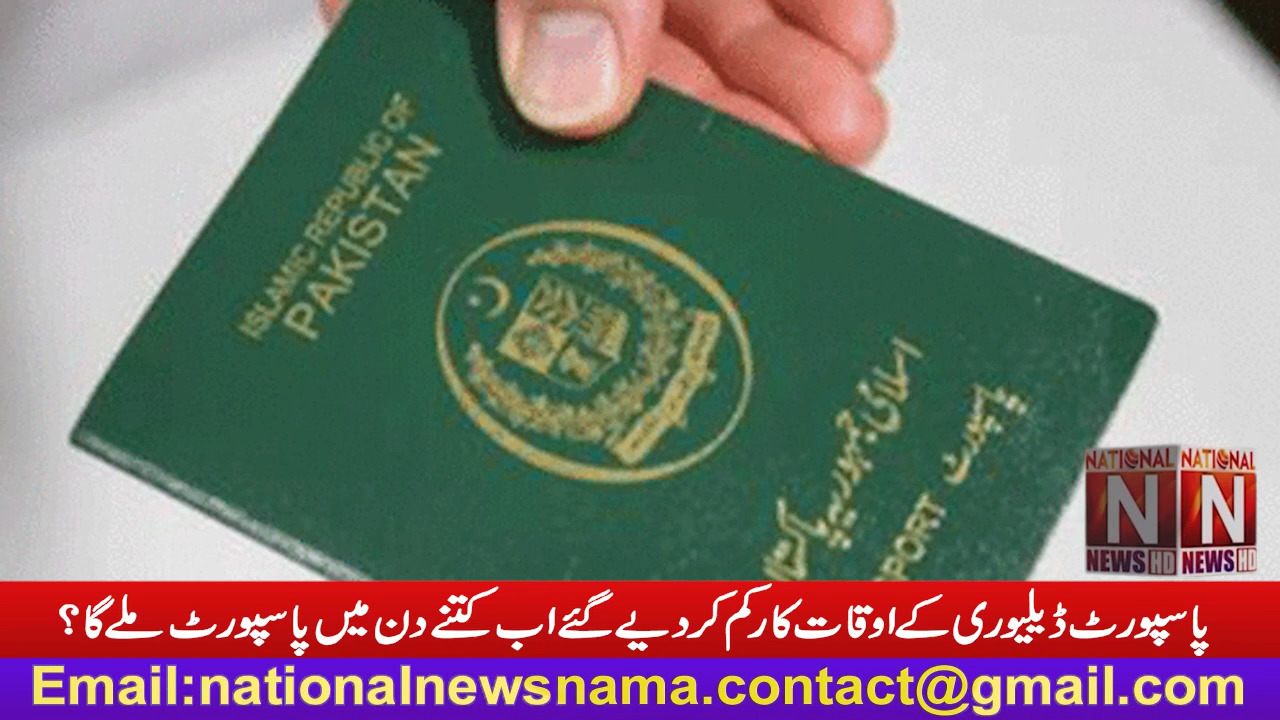 ISLAMIC REPUBLIC OF
PAKISTAN
اسلامی جمہوریہ پاکستان
پاسپورٹ
NATIONAL
N
NEWS HD
NATIONAL
N
NEWS HD
پاسپورٹ ڈیلیوری کے اوقات کار کم کر دیے گئے اب کتنے دن میں پاسپورٹ ملے گا؟
Email:nationalnewsnama.contact@gmail.com